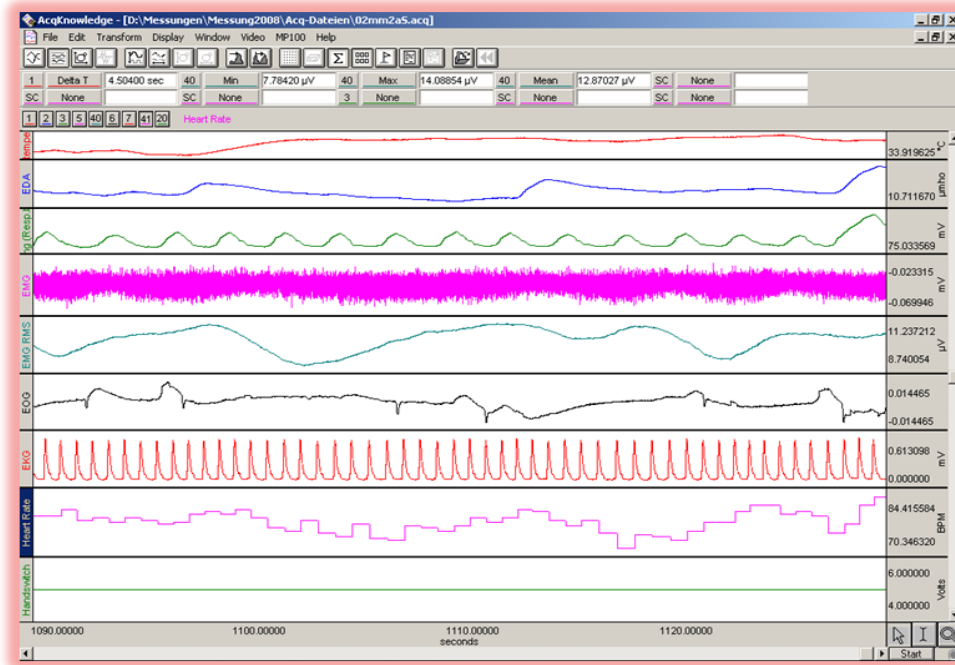 AcqKnowledge - [D:\Messungen\Messung2008\Acq-Dateien\02mm2a5.acq]
File Edit Transform Display Window Video MP100 Help
1 Delta T 4.50400 sec 40 Min 7.78420 µV 40 Max 14.08854 µV 40 Mean 12.87027 µV SC None
SC None SC None 3 None SC None SC None
1 2 3 5 40 6 7 41 20 Heart Rate
33.919625 °C
EDA
10.711670 µmho
(Resp.
75.033569 mV
EMG
-0.023315
-0.069946 mV
EMG RMS
11.237212
8.740054 µV
EOG
0.014465
-0.014465 mV
EKG
0.613098
0.000000 mV
Heart Rate
84.415584
70.346320 BPM
Handswitch
6.000000
4.000000 Volts
1090.00000 1100.00000 1110.00000 1120.00000
seconds
Start